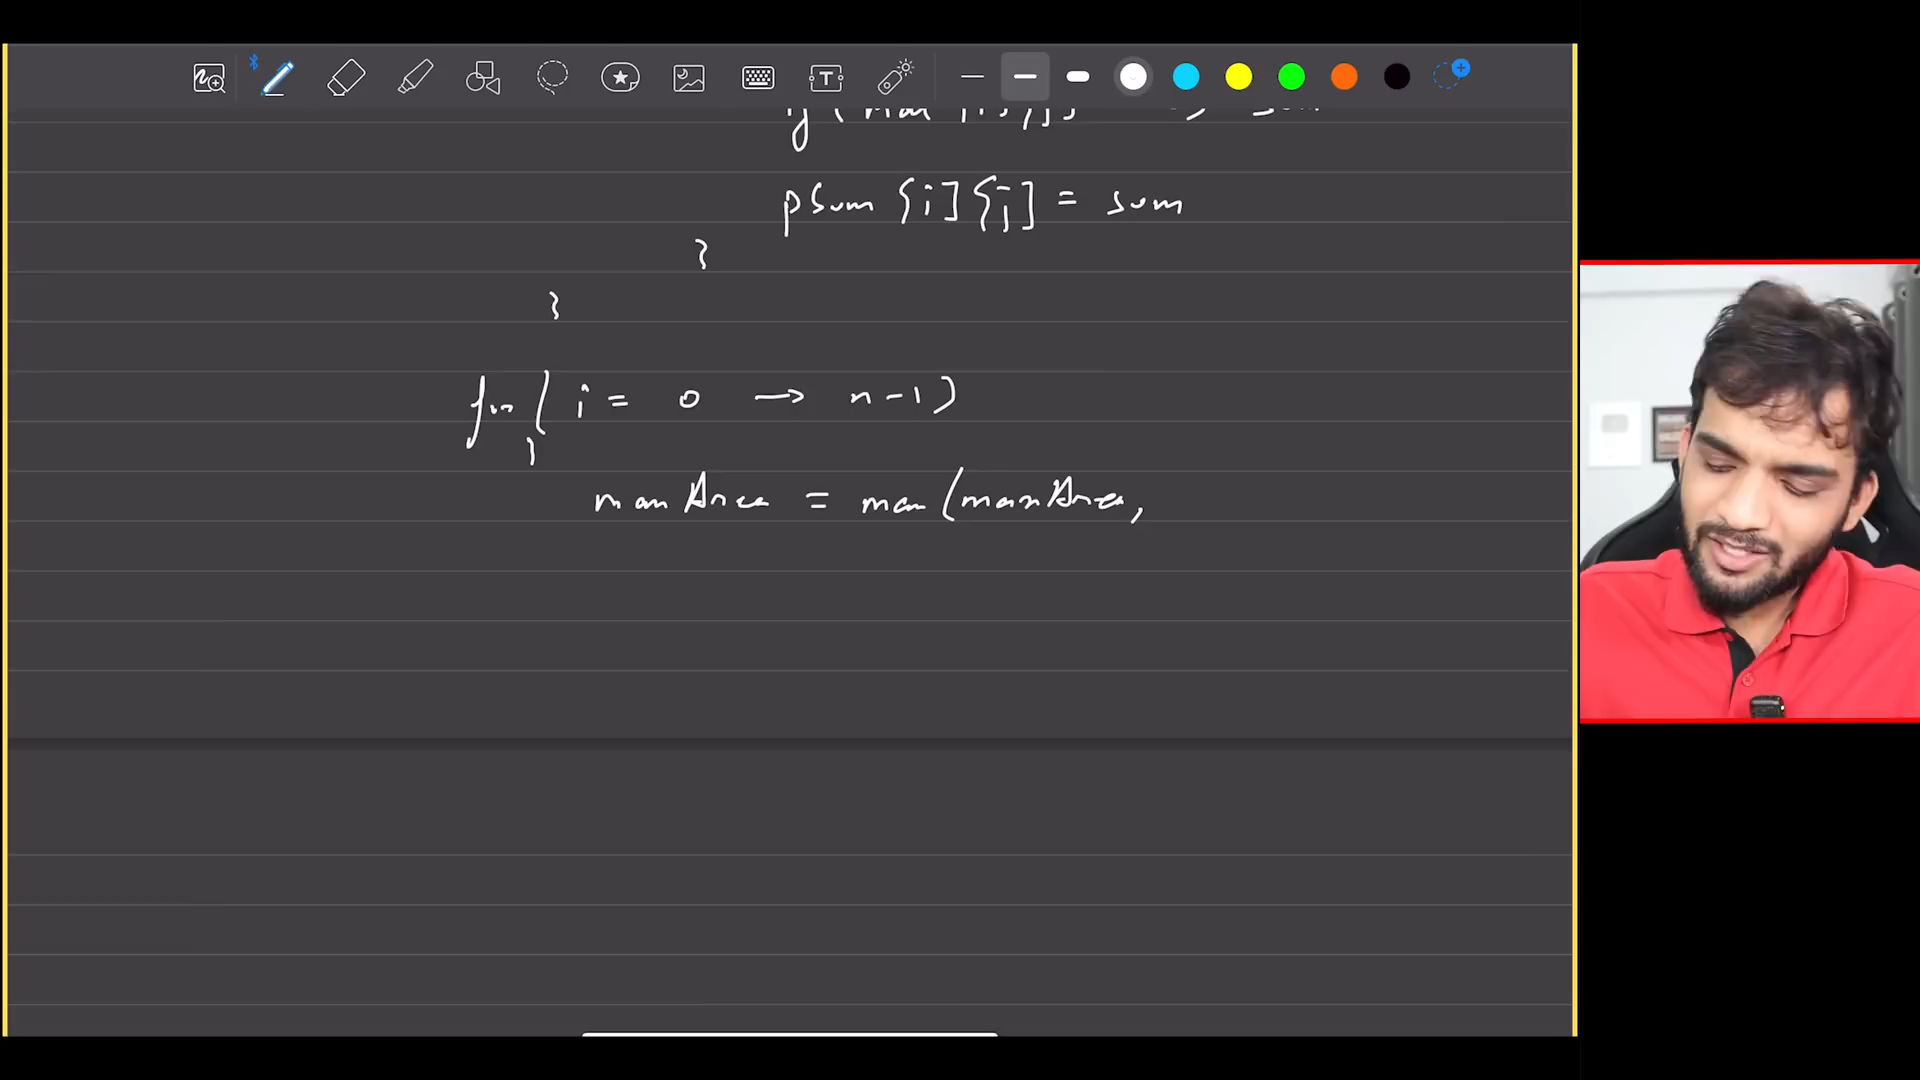 pSum[i][j] = sum
}
}
for( i = 0 → n-1)
{
maxArea = max(maxArea,